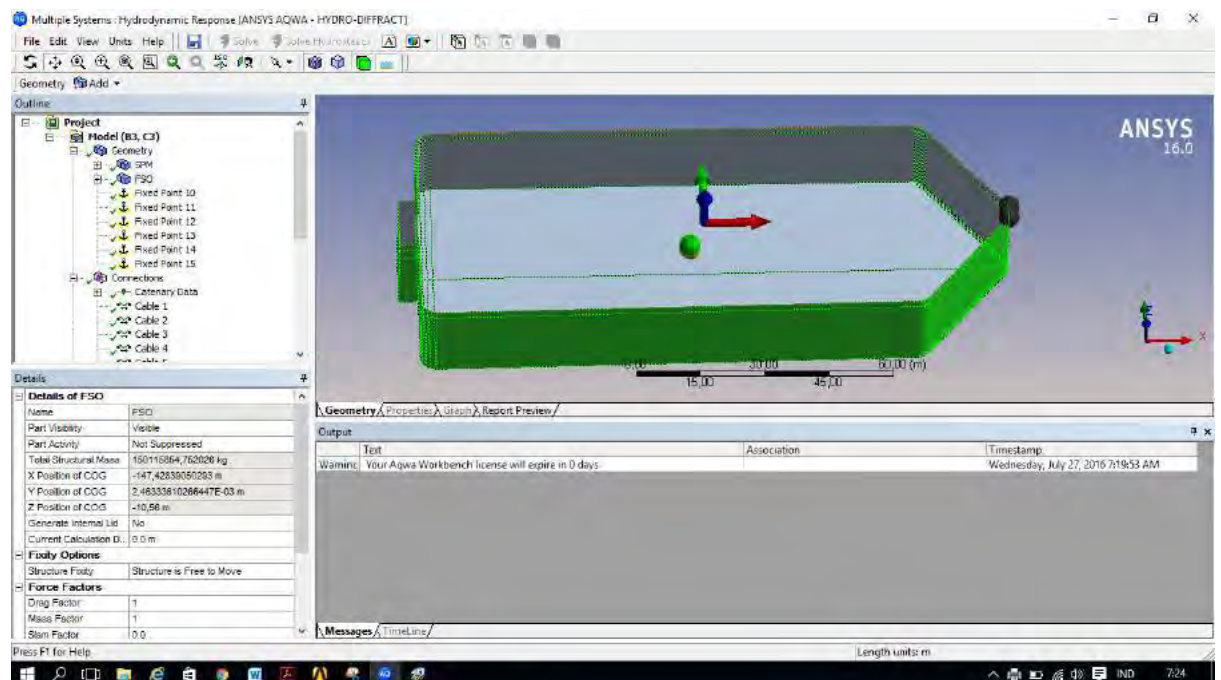 Multiple Systems : Hydrodynamic Response [ANSYS AQWA - HYDRO-DIFFRACT]
File Edit View Units Help Solve Solve Hydrostatics
Geometry Add
Outline
Project
Model (B3, C3)
Geometry
SPM
FSO
Fixed Point 10
Fixed Point 11
Fixed Point 12
Fixed Point 13
Fixed Point 14
Fixed Point 15
Connections
Catenary Data
Cable 1
Cable 2
Cable 3
Cable 4
ANSYS
16.0
X
30,00 60,00 (m)
15,00 45,00
Geometry Properties Graph Report Preview
Details
Details of FSO
Name FSO
Part Visibility Visible
Part Activity Not Suppressed
Total Structural Mass kg
X Position of COG m
Y Position of COG m
Z Position of COG -10,56 m
Generate Internal Lid No
Current Calculation D.. 0.0 m
Fixity Options
Structure Fixity Structure is Free to Move
Force Factors
Drag Factor 1
Mass Factor 1
Slam Factor 0.0
Output
Text Association Timestamp
Warning Your Aqwa Workbench license will expire in 0 days Wednesday, July 27, 2016 7:19:53 AM
Messages TimeLine
Press F1 for Help Length units: m
IND 7:24